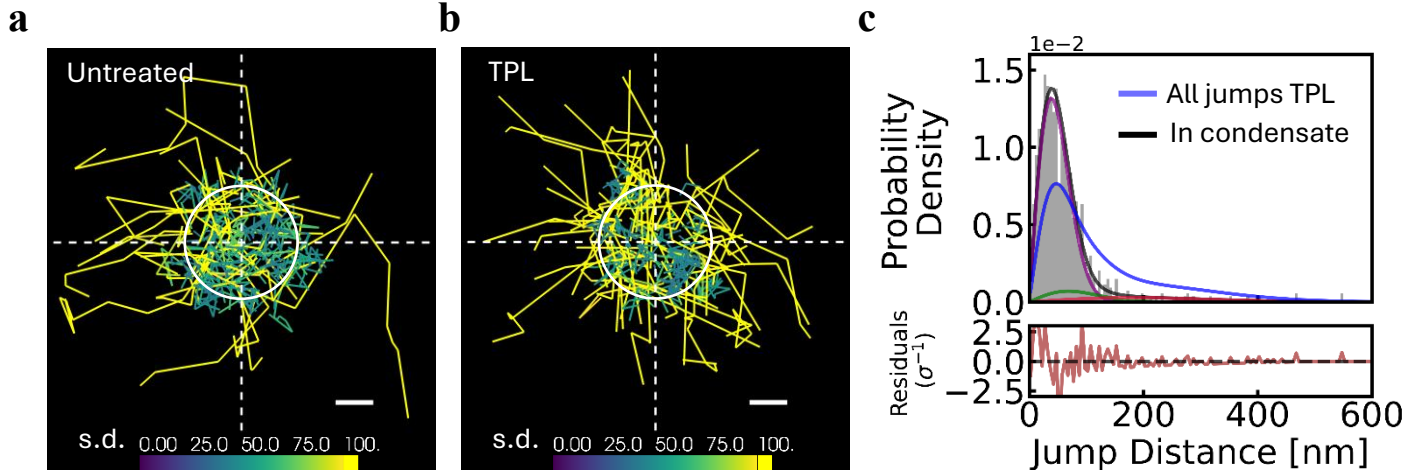 a
Untreated
s.d. 0.00 25.0 50.0 75.0 100.
b
TPL
s.d. 0.00 25.0 50.0 75.0 100.
c
1e−2
1.5
1.0
0.5
0.0
Probability
Density
All jumps TPL
In condensate
2.5
0.0
−2.5
Residuals
(σ⁻¹)
0 200 400 600
Jump Distance [nm]